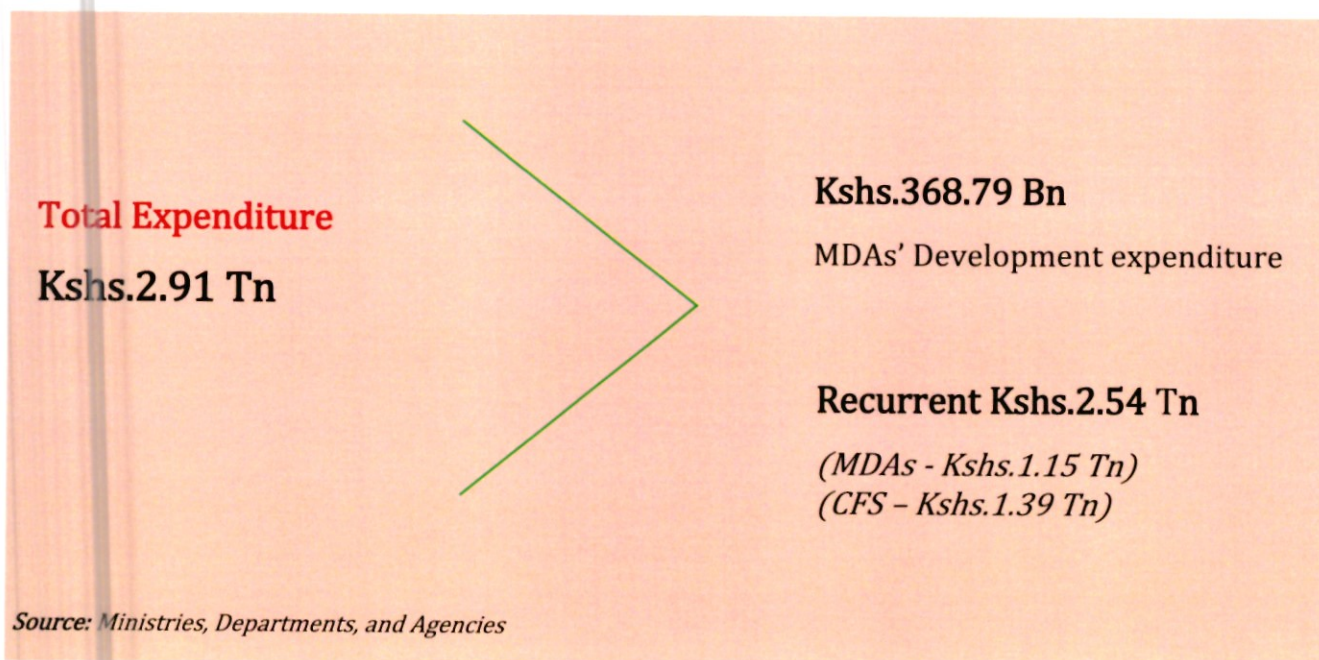 Total Expenditure
Kshs.2.91 Tn
Kshs.368.79 Bn
MDAs' Development expenditure
Recurrent Kshs.2.54 Tn
(MDAs - Kshs.1.15 Tn)
(CFS – Kshs.1.39 Tn)
Source: Ministries, Departments, and Agencies